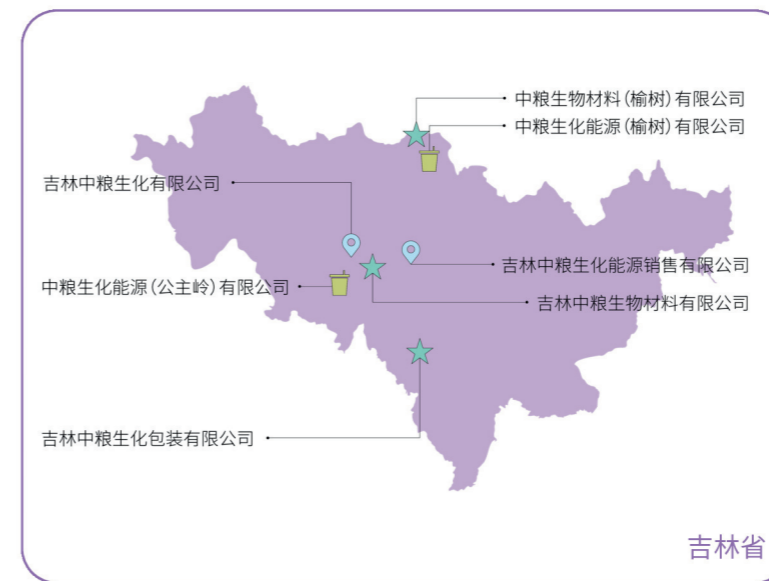 中粮生物材料(榆树)有限公司
中粮生化能源(榆树)有限公司
吉林中粮生化有限公司
吉林中粮生化能源销售有限公司
中粮生化能源(公主岭)有限公司
吉林中粮生物材料有限公司
吉林中粮生化包装有限公司
吉林省